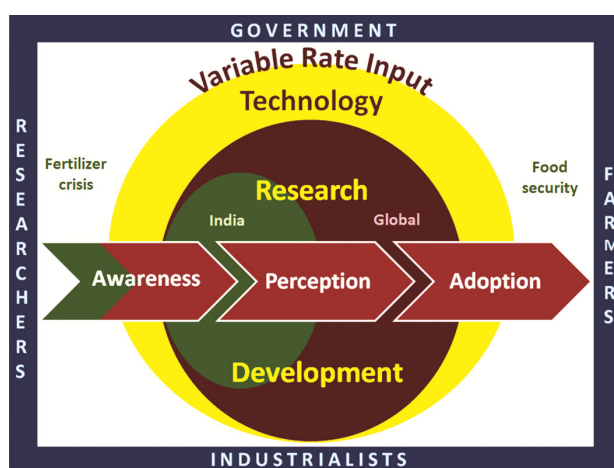 GOVERNMENT
Variable Rate Input
Technology
RESEARCHERS
Fertilizer
crisis
Research
Food
security
FARMERS
India
Global
Awareness
Perception
Adoption
Development
INDUSTRIALISTS